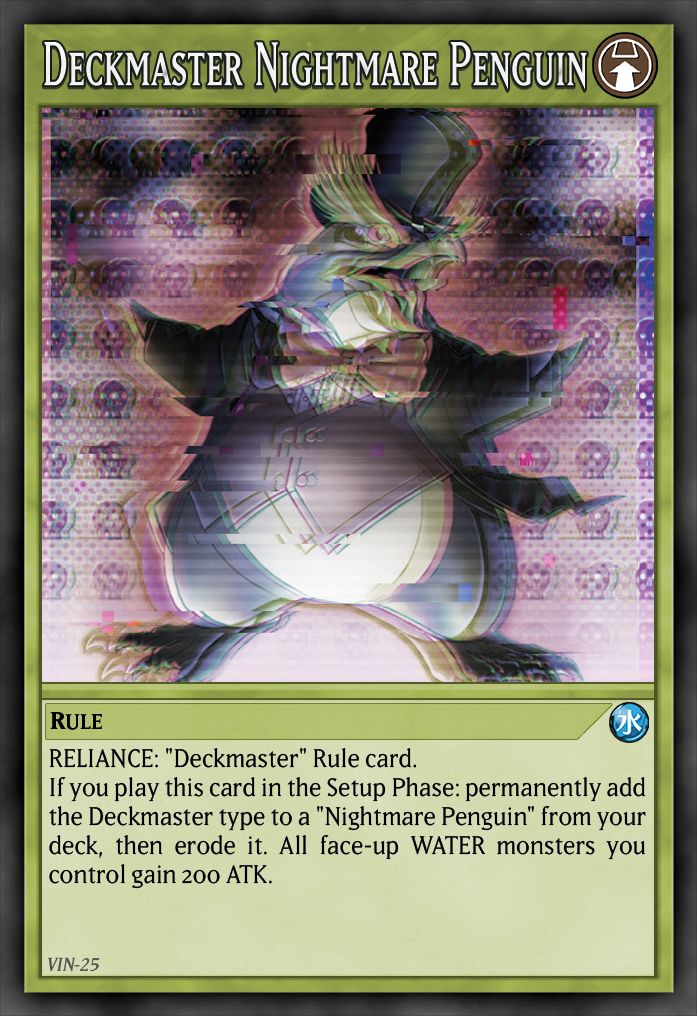 Deckmaster Nightmare Penguin
Rule
水
RELIANCE: "Deckmaster" Rule card.
If you play this card in the Setup Phase: permanently add
the Deckmaster type to a "Nightmare Penguin" from your
deck, then erode it. All face-up WATER monsters you
control gain 200 ATK.
VIN-25